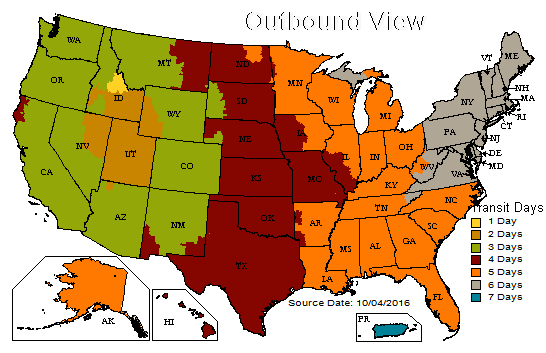 Outbound View
WA
MT
ND
MN
ME
VT
OR
ID
SD
WI
MI
NY
NH
MA
RI
CT
WY
NE
IL
IN
OH
PA
NJ
DE
MD
NV
UT
CO
KS
MO
KY
WV
VA
CA
AZ
NM
OK
AR
TN
NC
SC
TX
LA
MS
AL
GA
FL
AK
HI
PR
Transit Days
1 Day
2 Days
3 Days
4 Days
5 Days
6 Days
7 Days
Source Date: 10/04/2016